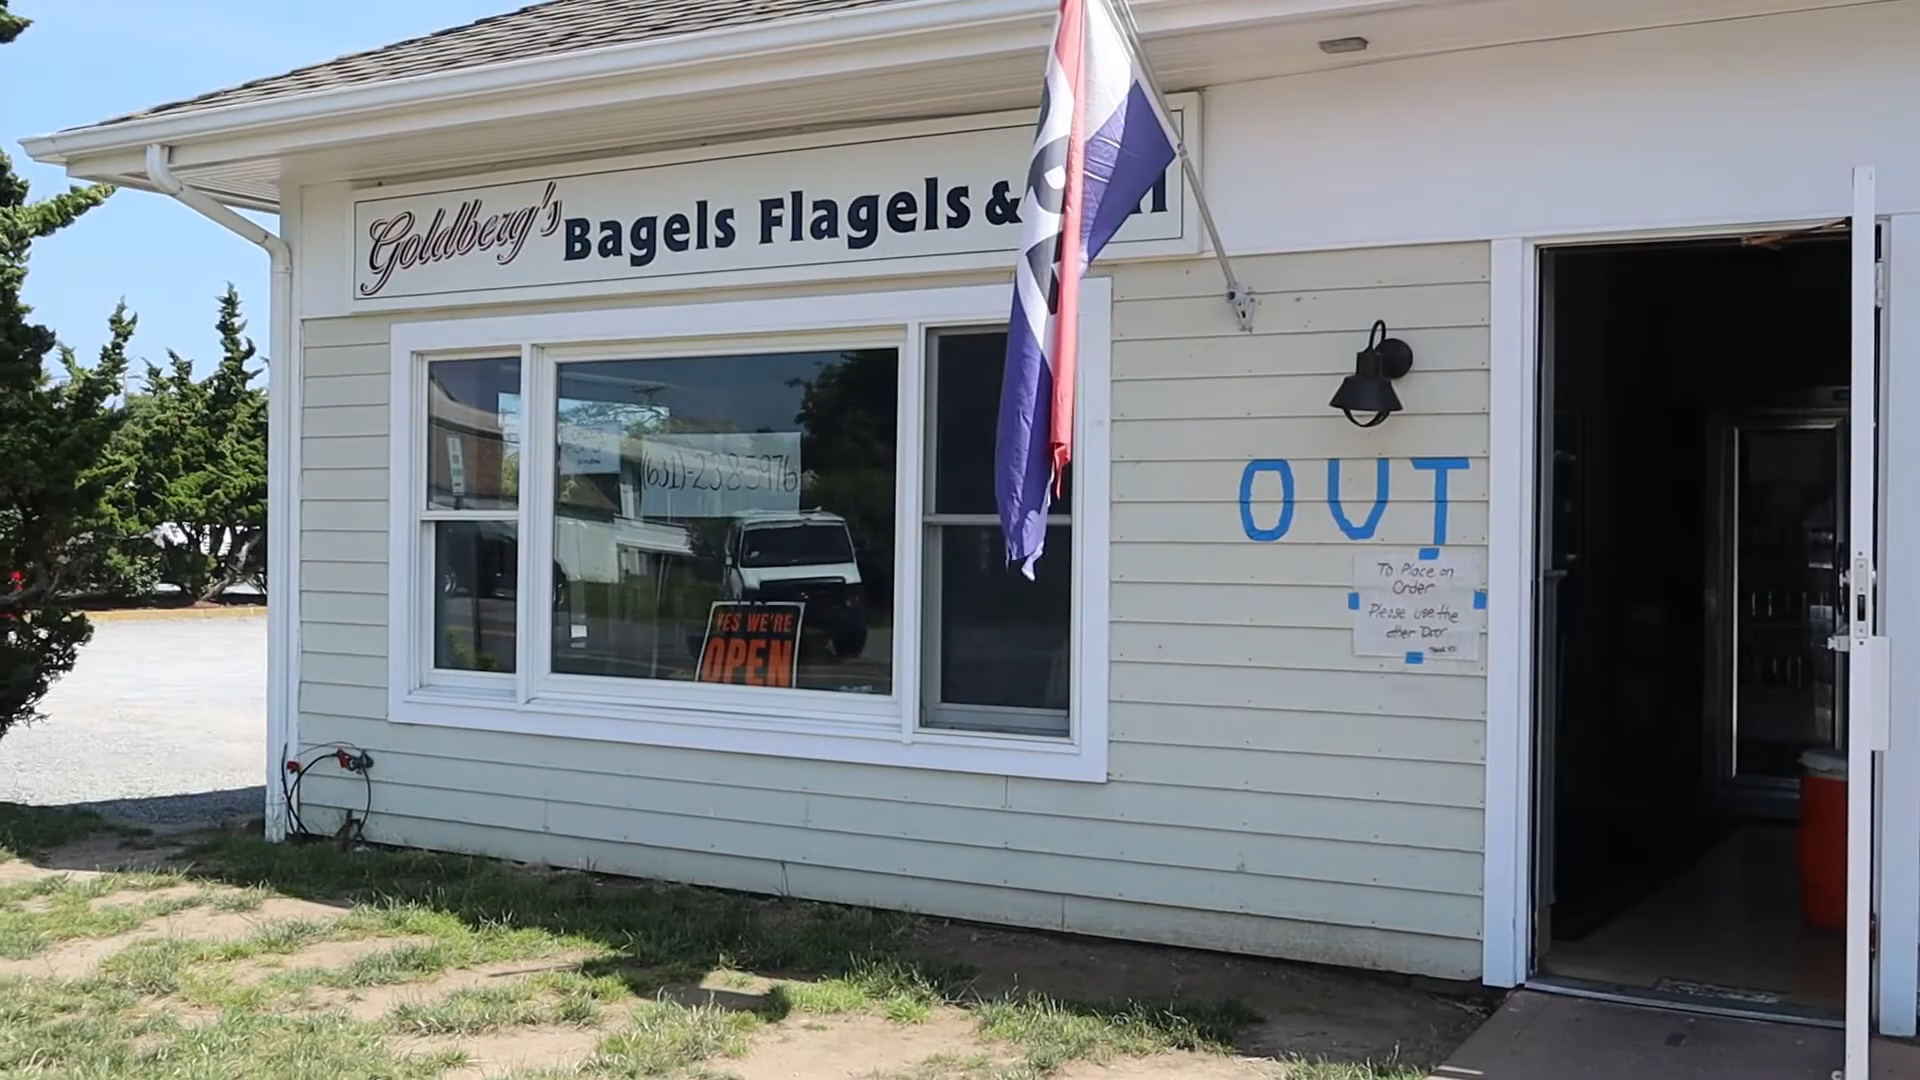 Goldberg's Bagels Flagels &
(631)-2385976
YES WE'RE
OPEN
OUT
To Place an
Order
Please use the
other Door